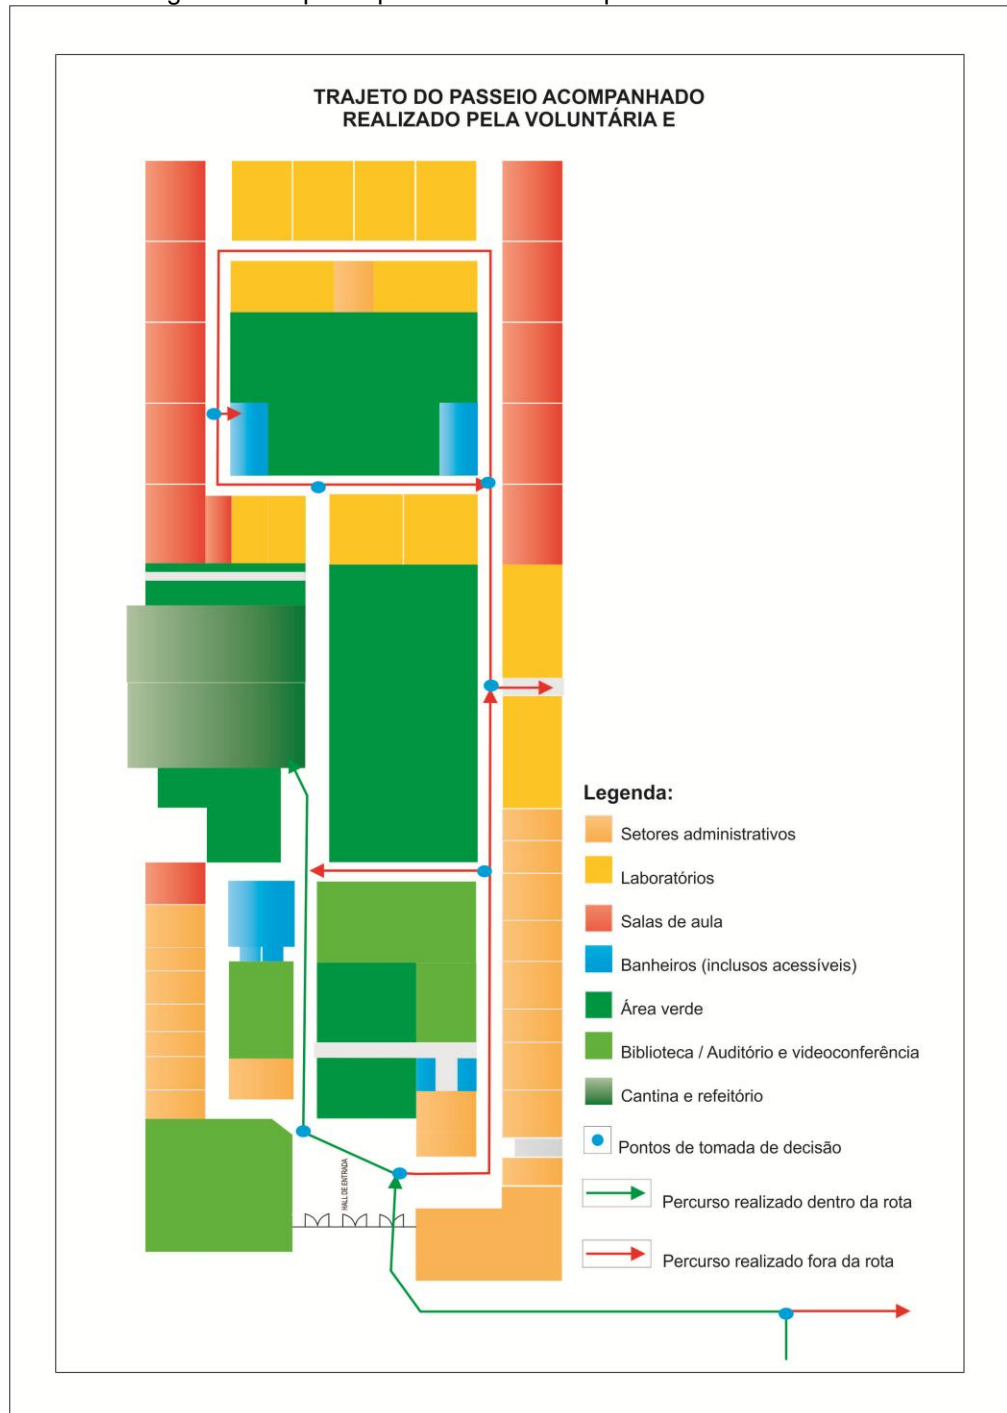 TRAJETO DO PASSEIO ACOMPANHADO
REALIZADO PELA VOLUNTÁRIA E
HALL DE ENTRADA
Legenda:
Setores administrativos
Laboratórios
Salas de aula
Banheiros (inclusos acessíveis)
Área verde
Biblioteca / Auditório e videoconferência
Cantina e refeitório
Pontos de tomada de decisão
Percurso realizado dentro da rota
Percurso realizado fora da rota